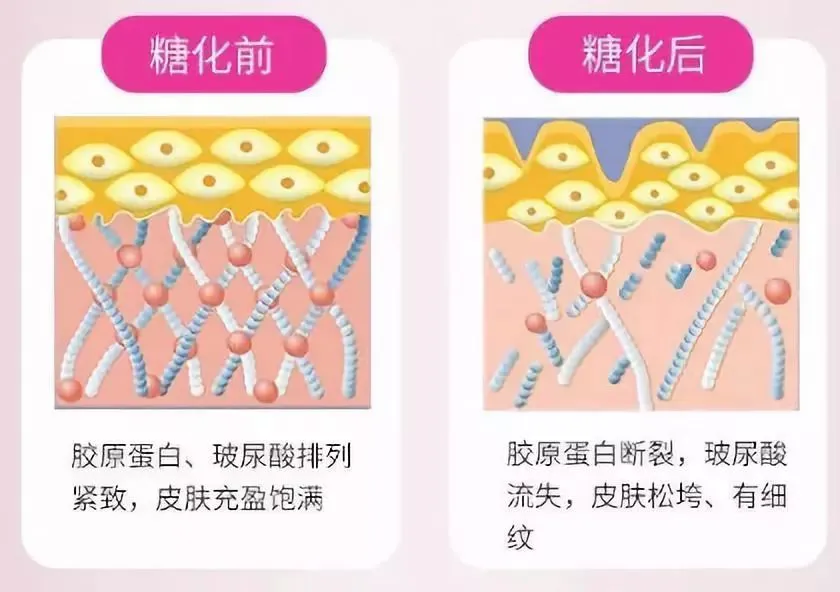 糖化前
胶原蛋白、玻尿酸排列
紧致，皮肤充盈饱满
糖化后
胶原蛋白断裂，玻尿酸
流失，皮肤松垮、有细
纹